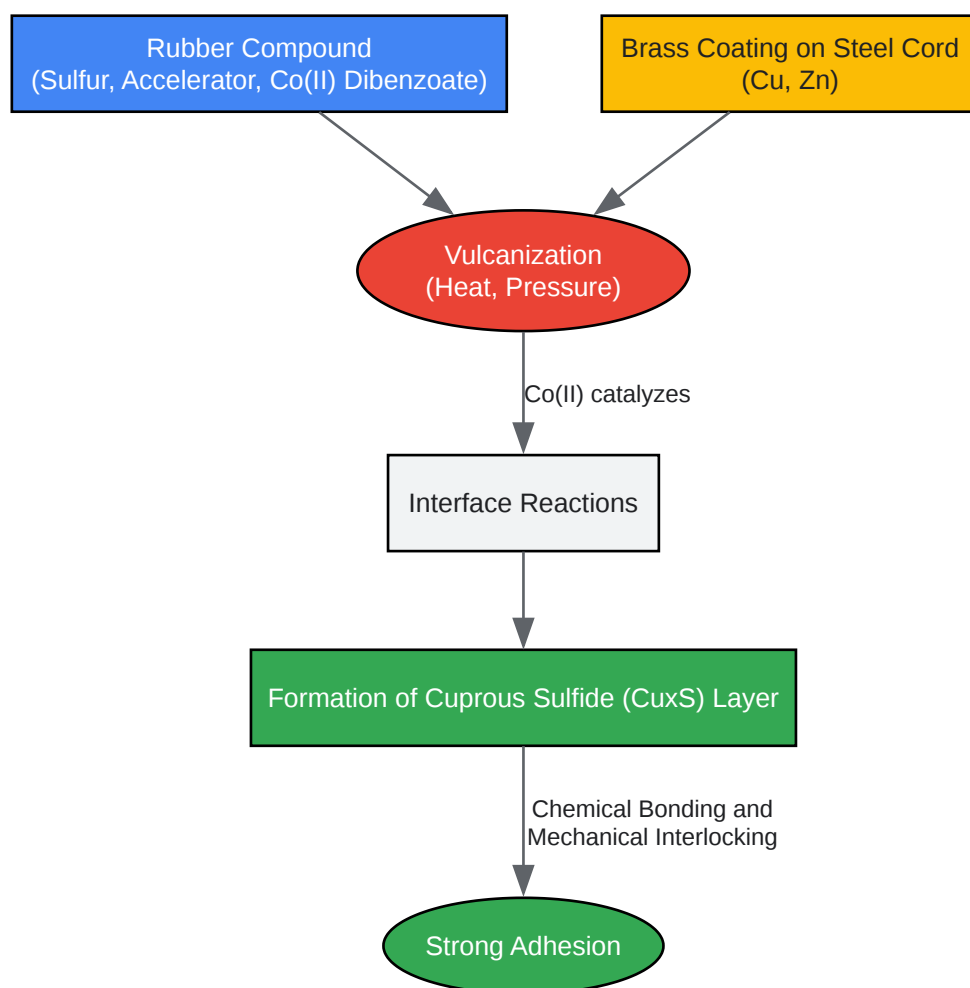 Rubber Compound
(Sulfur, Accelerator, Co(II) Dibenzoate)
Brass Coating on Steel Cord
(Cu, Zn)
Vulcanization
(Heat, Pressure)
Co(II) catalyzes
Interface Reactions
Formation of Cuprous Sulfide (CuxS) Layer
Chemical Bonding and
Mechanical Interlocking
Strong Adhesion